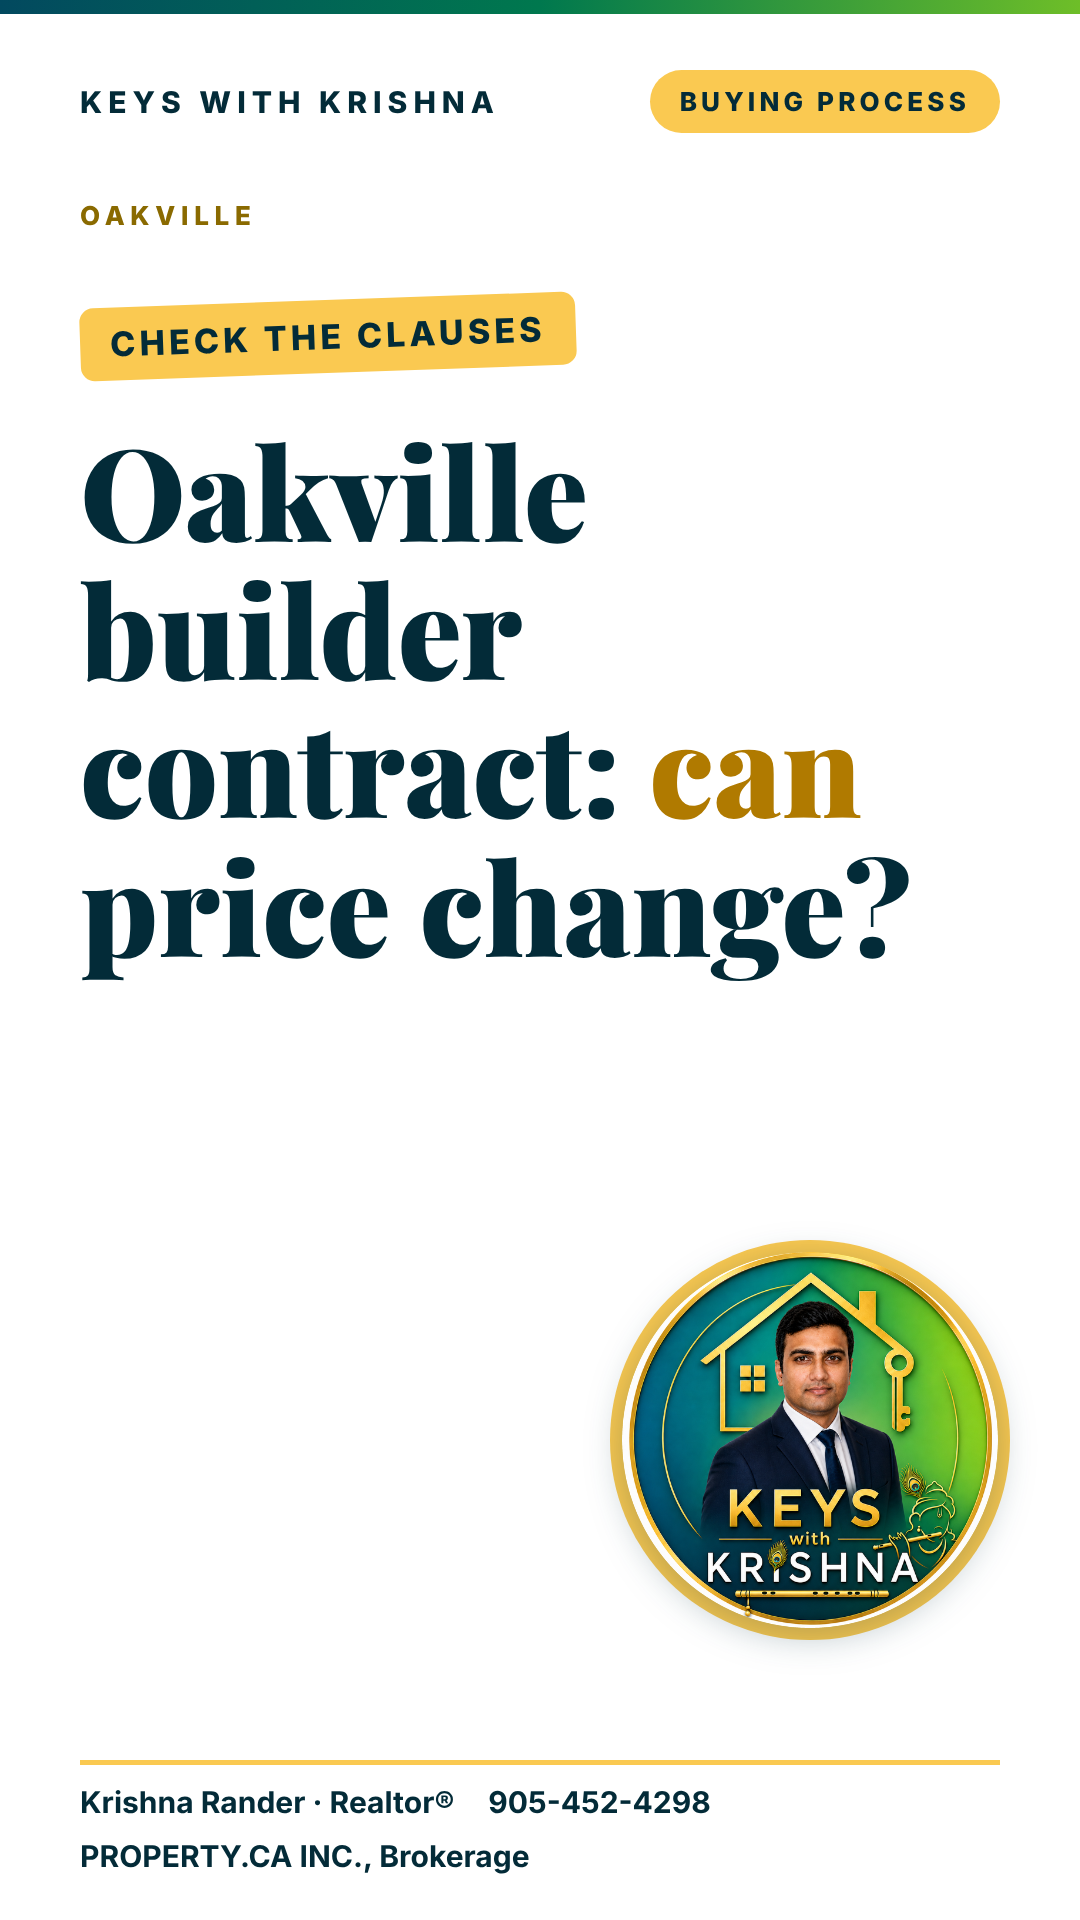 KEYS WITH KRISHNA
BUYING PROCESS
OAKVILLE
CHECK THE CLAUSES
Oakville
builder
contract: can
price change?
KEYS
with
KRISHNA
Krishna Rander · Realtor® 905-452-4298
PROPERTY.CA INC., Brokerage